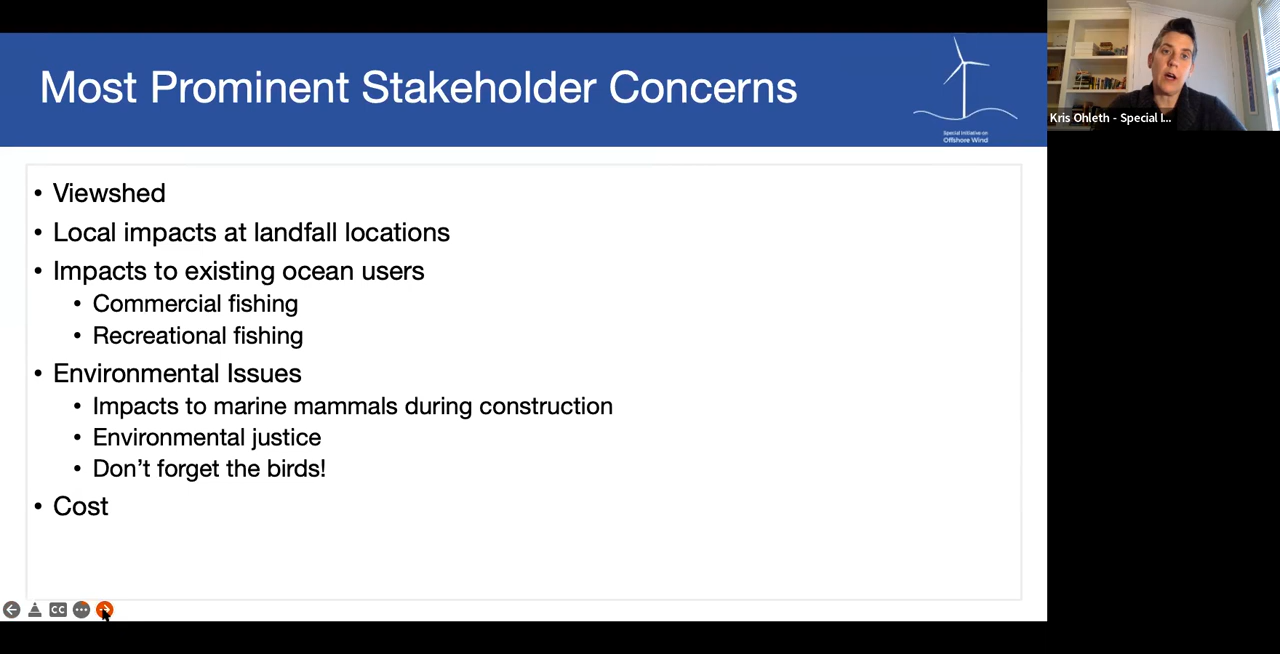 Most Prominent Stakeholder Concerns
Special Initiative on
Offshore Wind
Kris Ohleth - Special I...
• Viewshed
• Local impacts at landfall locations
• Impacts to existing ocean users
• Commercial fishing
• Recreational fishing
• Environmental Issues
• Impacts to marine mammals during construction
• Environmental justice
• Don’t forget the birds!
• Cost
CC